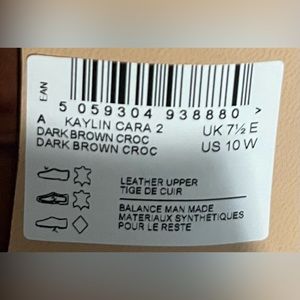 EAN
5 059304 938880 >
A KAYLIN CARA 2 UK 7½ E
DARK BROWN CROC US 10 W
DARK BROWN CROC
LEATHER UPPER
TIGE DE CUIR
BALANCE MAN MADE
MATERIAUX SYNTHETIQUES
POUR LE RESTE